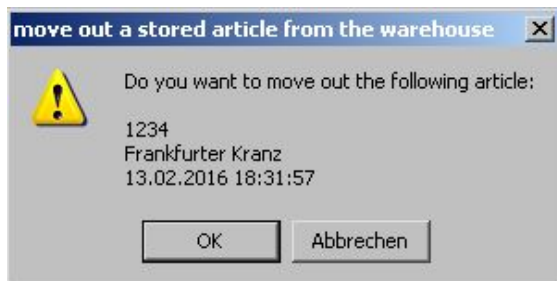 move out a stored article from the warehouse
Do you want to move out the following article:
1234
Frankfurter Kranz
13.02.2016 18:31:57
OK
Abbrechen